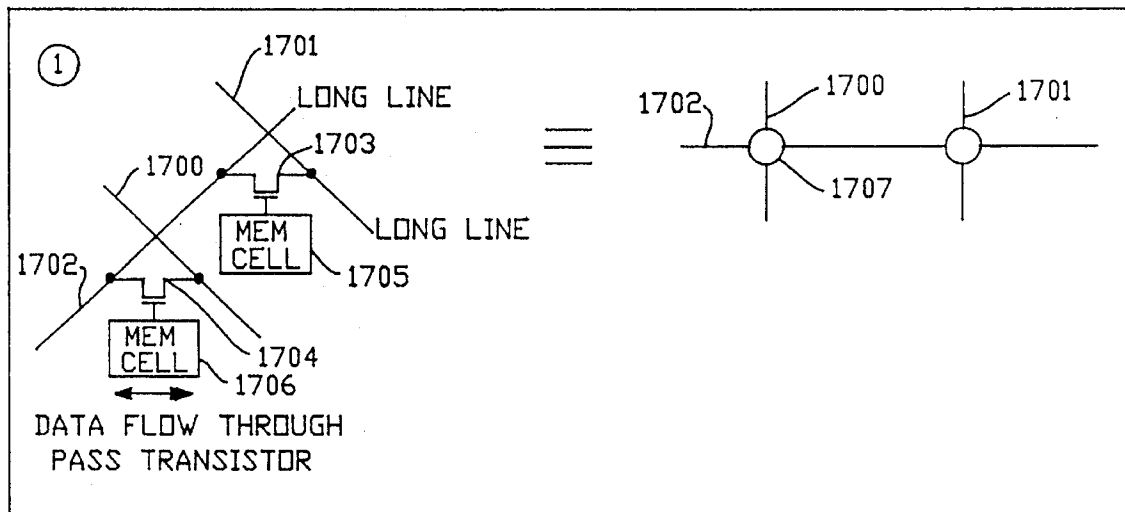 1
1701
LONG LINE
1700
1703
LONG LINE
MEM
CELL
1705
1702
MEM
CELL
1704
1706
DATA FLOW THROUGH
PASS TRANSISTOR
1700
1701
1702
1707